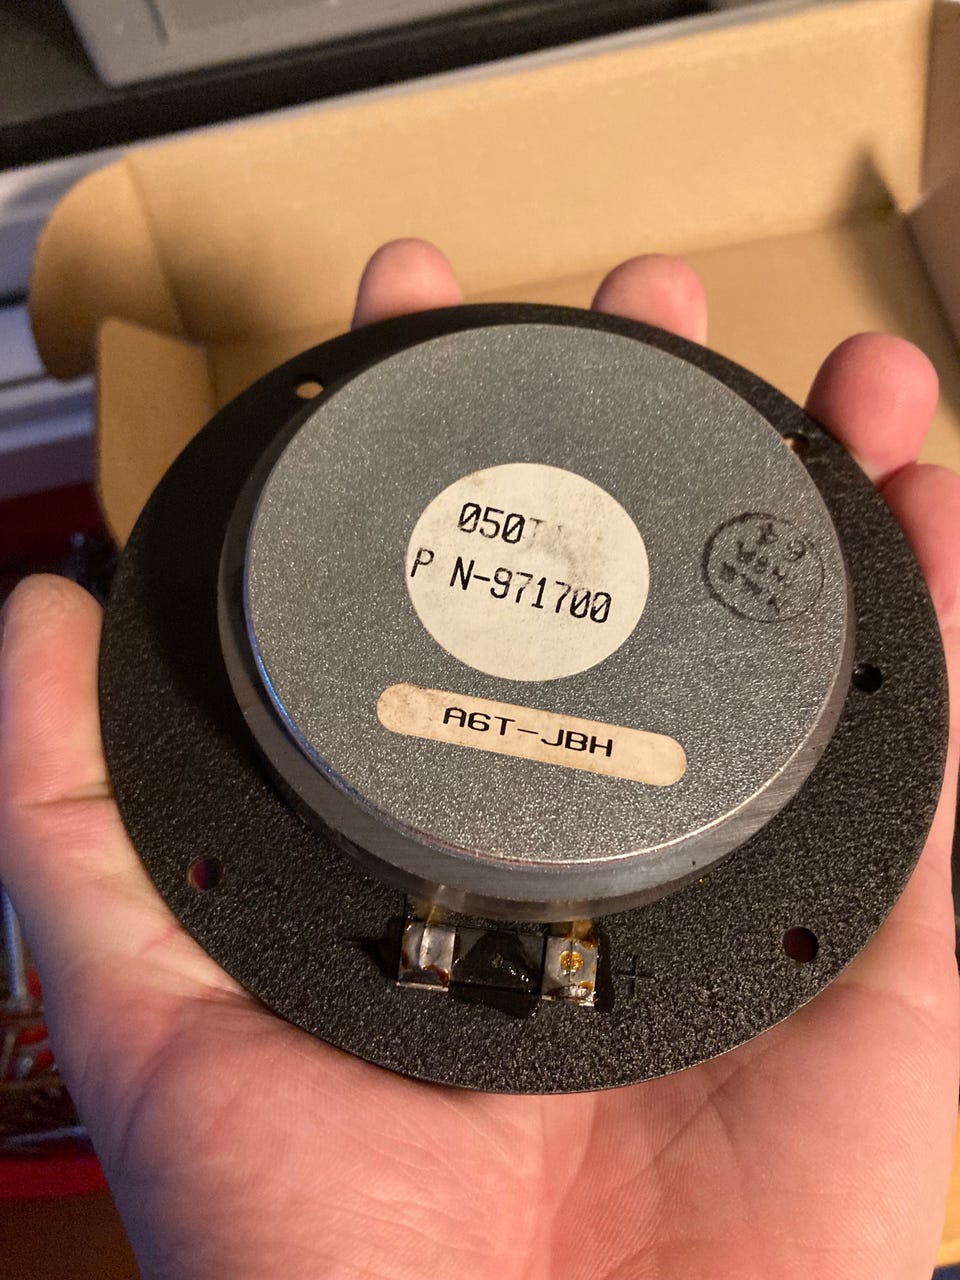 050T
P N-971700
A6T-JBH
+